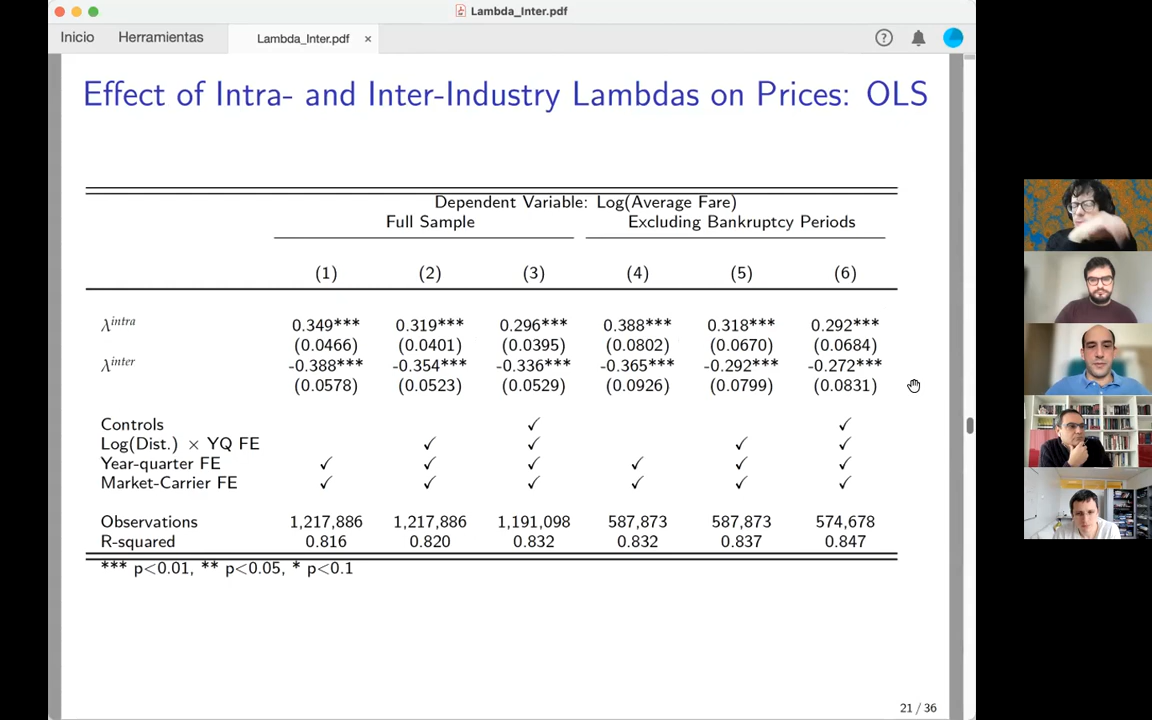 Lambda_Inter.pdf
Inicio Herramientas Lambda_Inter.pdf ×
Effect of Intra- and Inter-Industry Lambdas on Prices: OLS
Dependent Variable: Log(Average Fare)
Full Sample Excluding Bankruptcy Periods
(1) (2) (3) (4) (5) (6)
λ^intra 0.349*** 0.319*** 0.296*** 0.388*** 0.318*** 0.292***
(0.0466) (0.0401) (0.0395) (0.0802) (0.0670) (0.0684)
λ^inter -0.388*** -0.354*** -0.336*** -0.365*** -0.292*** -0.272***
(0.0578) (0.0523) (0.0529) (0.0926) (0.0799) (0.0831)
Controls ✓ ✓
Log(Dist.) × YQ FE ✓ ✓ ✓ ✓
Year-quarter FE ✓ ✓ ✓ ✓ ✓ ✓
Market-Carrier FE ✓ ✓ ✓ ✓ ✓ ✓
Observations 1,217,886 1,217,886 1,191,098 587,873 587,873 574,678
R-squared 0.816 0.820 0.832 0.832 0.837 0.847
*** p<0.01, ** p<0.05, * p<0.1
21 / 36